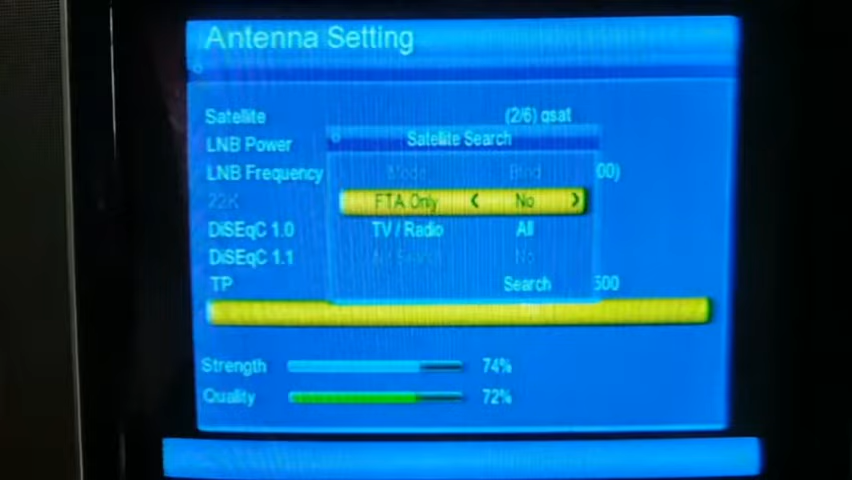 Antenna Setting
Satellite (2/6) qsat
LNB Power
Satellite Search
LNB Frequency Mode Blind 00)
22K FTA Only < No >
DiSEqC 1.0 TV / Radio All
DiSEqC 1.1 No
TP Search 500
Strength 74%
Quality 72%